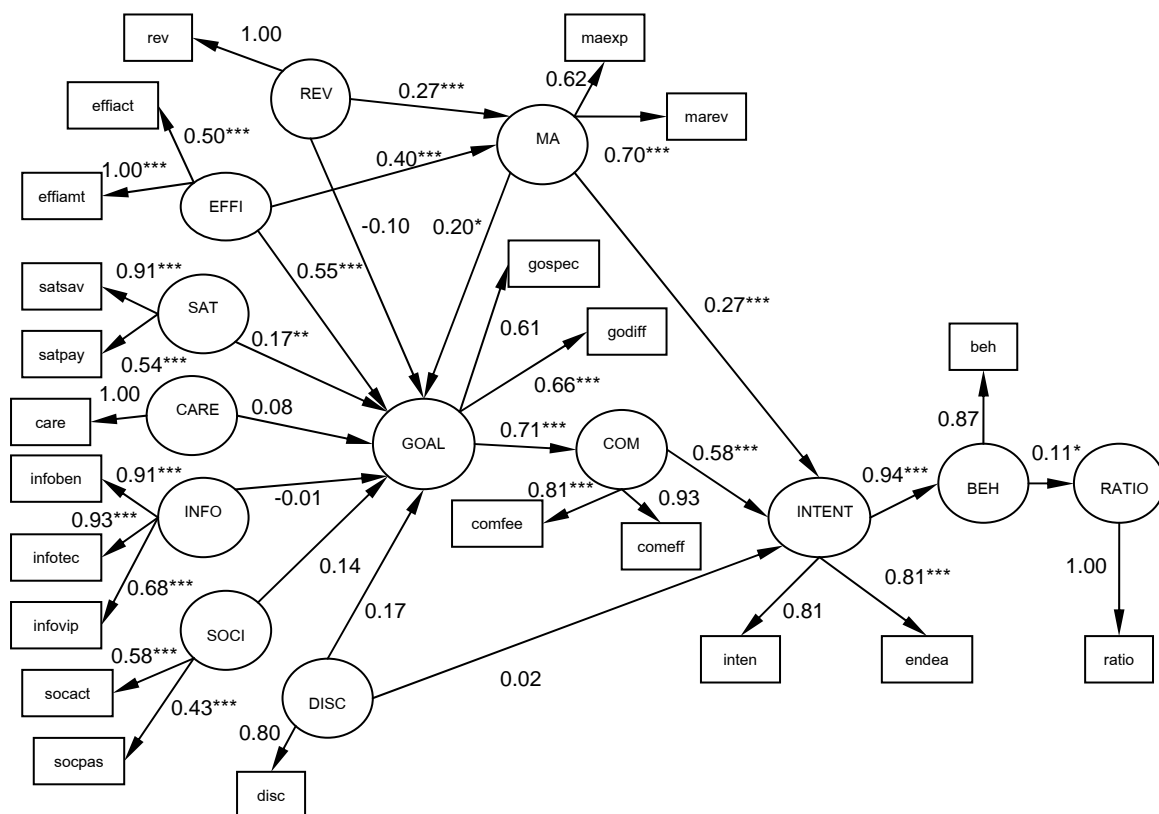 rev
1.00
maexp
REV
0.27***
0.62
marev
effiact
0.50***
MA
0.70***
1.00***
0.40***
effiamt
EFFI
-0.10
0.20*
gospec
0.91***
0.55***
satsav
SAT
0.27***
0.61
godiff
satpay
0.17**
beh
0.54***
0.66***
1.00
CARE
0.08
care
GOAL
0.71***
COM
0.58***
0.87
infoben
0.91***
-0.01
0.94***
0.11*
INFO
0.81***
0.93
BEH
RATIO
0.93***
comfee
INTENT
infotec
comeff
0.14
1.00
0.68***
0.81***
infovip
SOCI
0.17
0.81
0.58***
inten
endea
ratio
socact
0.02
0.43***
DISC
0.80
socpas
disc